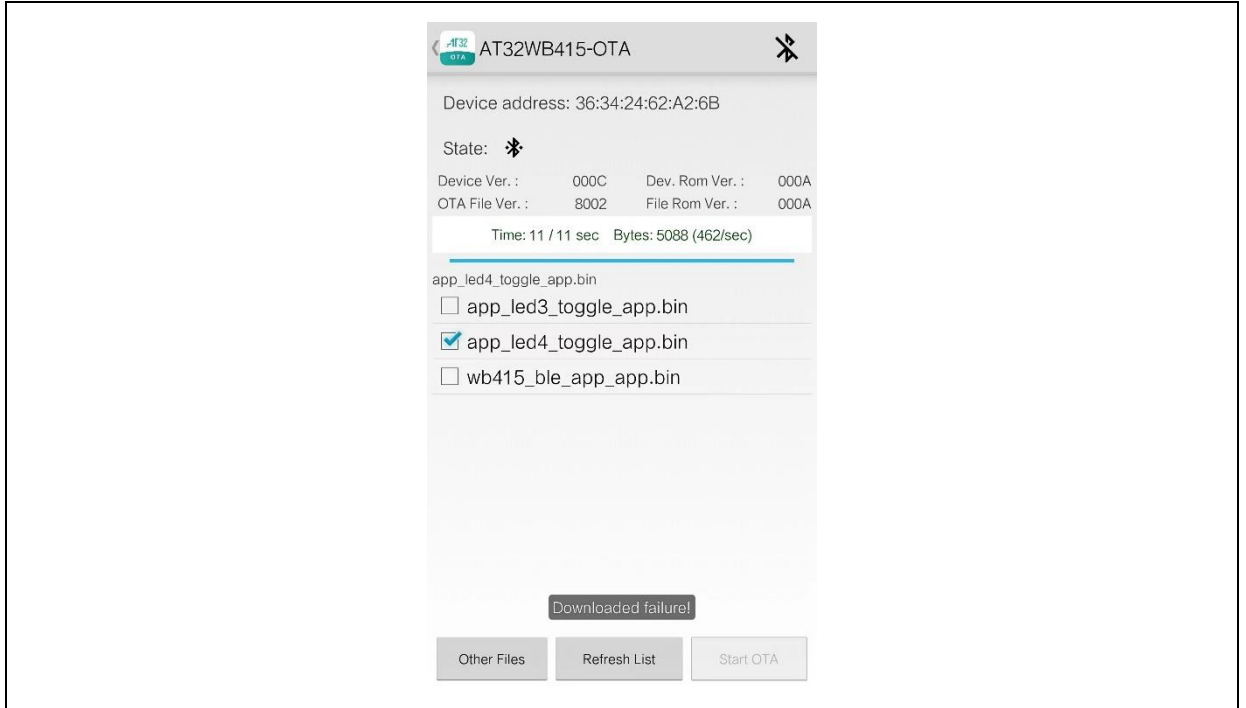 AT32
OTA
AT32WB415-OTA
Device address: 36:34:24:62:A2:6B
State:
Device Ver. : 000C Dev. Rom Ver. : 000A
OTA File Ver. : 8002 File Rom Ver. : 000A
Time: 11 / 11 sec Bytes: 5088 (462/sec)
app_led4_toggle_app.bin
app_led3_toggle_app.bin
app_led4_toggle_app.bin
wb415_ble_app_app.bin
Downloaded failure!
Other Files Refresh List Start OTA